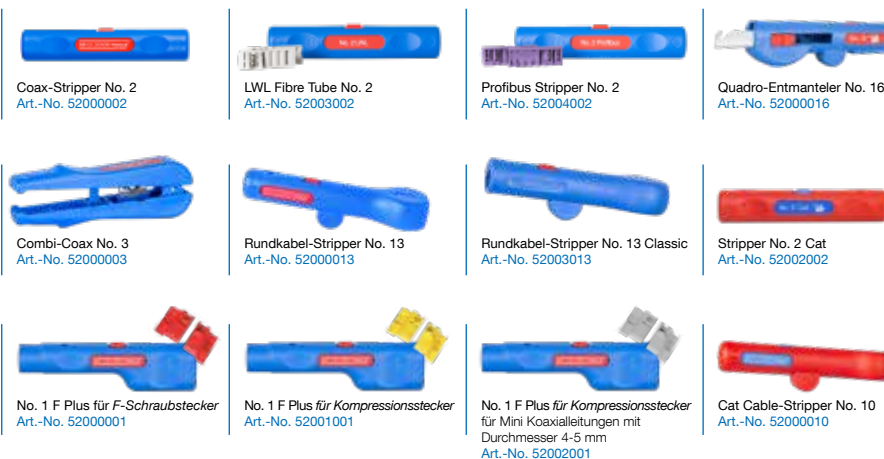 Coax-Stripper No. 2
Art.-No. 52000002
LWL Fibre Tube No. 2
Art.-No. 52003002
Profibus Stripper No. 2
Art.-No. 52004002
Quadro-Entmanteler No. 16
Art.-No. 52000016
Combi-Coax No. 3
Art.-No. 52000003
Rundkabel-Stripper No. 13
Art.-No. 52000013
Rundkabel-Stripper No. 13 Classic
Art.-No. 52003013
Stripper No. 2 Cat
Art.-No. 52002002
No. 1 F Plus für F-Schraubstecker
Art.-No. 52000001
No. 1 F Plus für Kompressionsstecker
Art.-No. 52001001
No. 1 F Plus für Kompressionsstecker
für Mini Koaxialleitungen mit
Durchmesser 4-5 mm
Art.-No. 52002001
Cat Cable-Stripper No. 10
Art.-No. 52000010